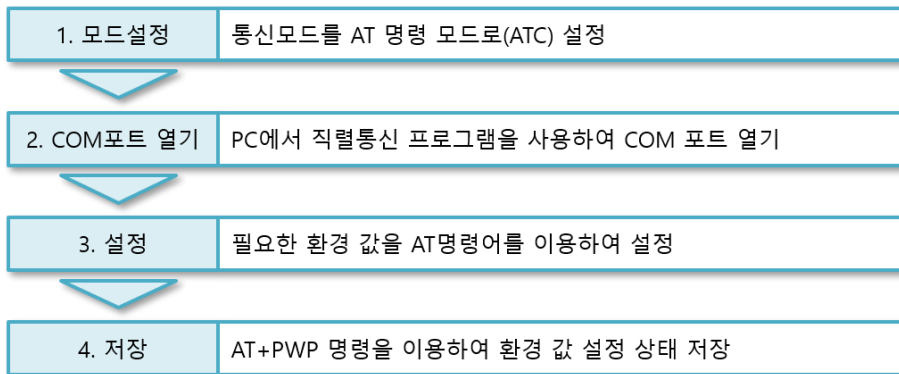 1. 모드설정 통신모드를 AT 명령 모드로(ATC) 설정
2. COM포트 열기 PC에서 직렬통신 프로그램을 사용하여 COM 포트 열기
3. 설정 필요한 환경 값을 AT명령어를 이용하여 설정
4. 저장 AT+PWP 명령을 이용하여 환경 값 설정 상태 저장